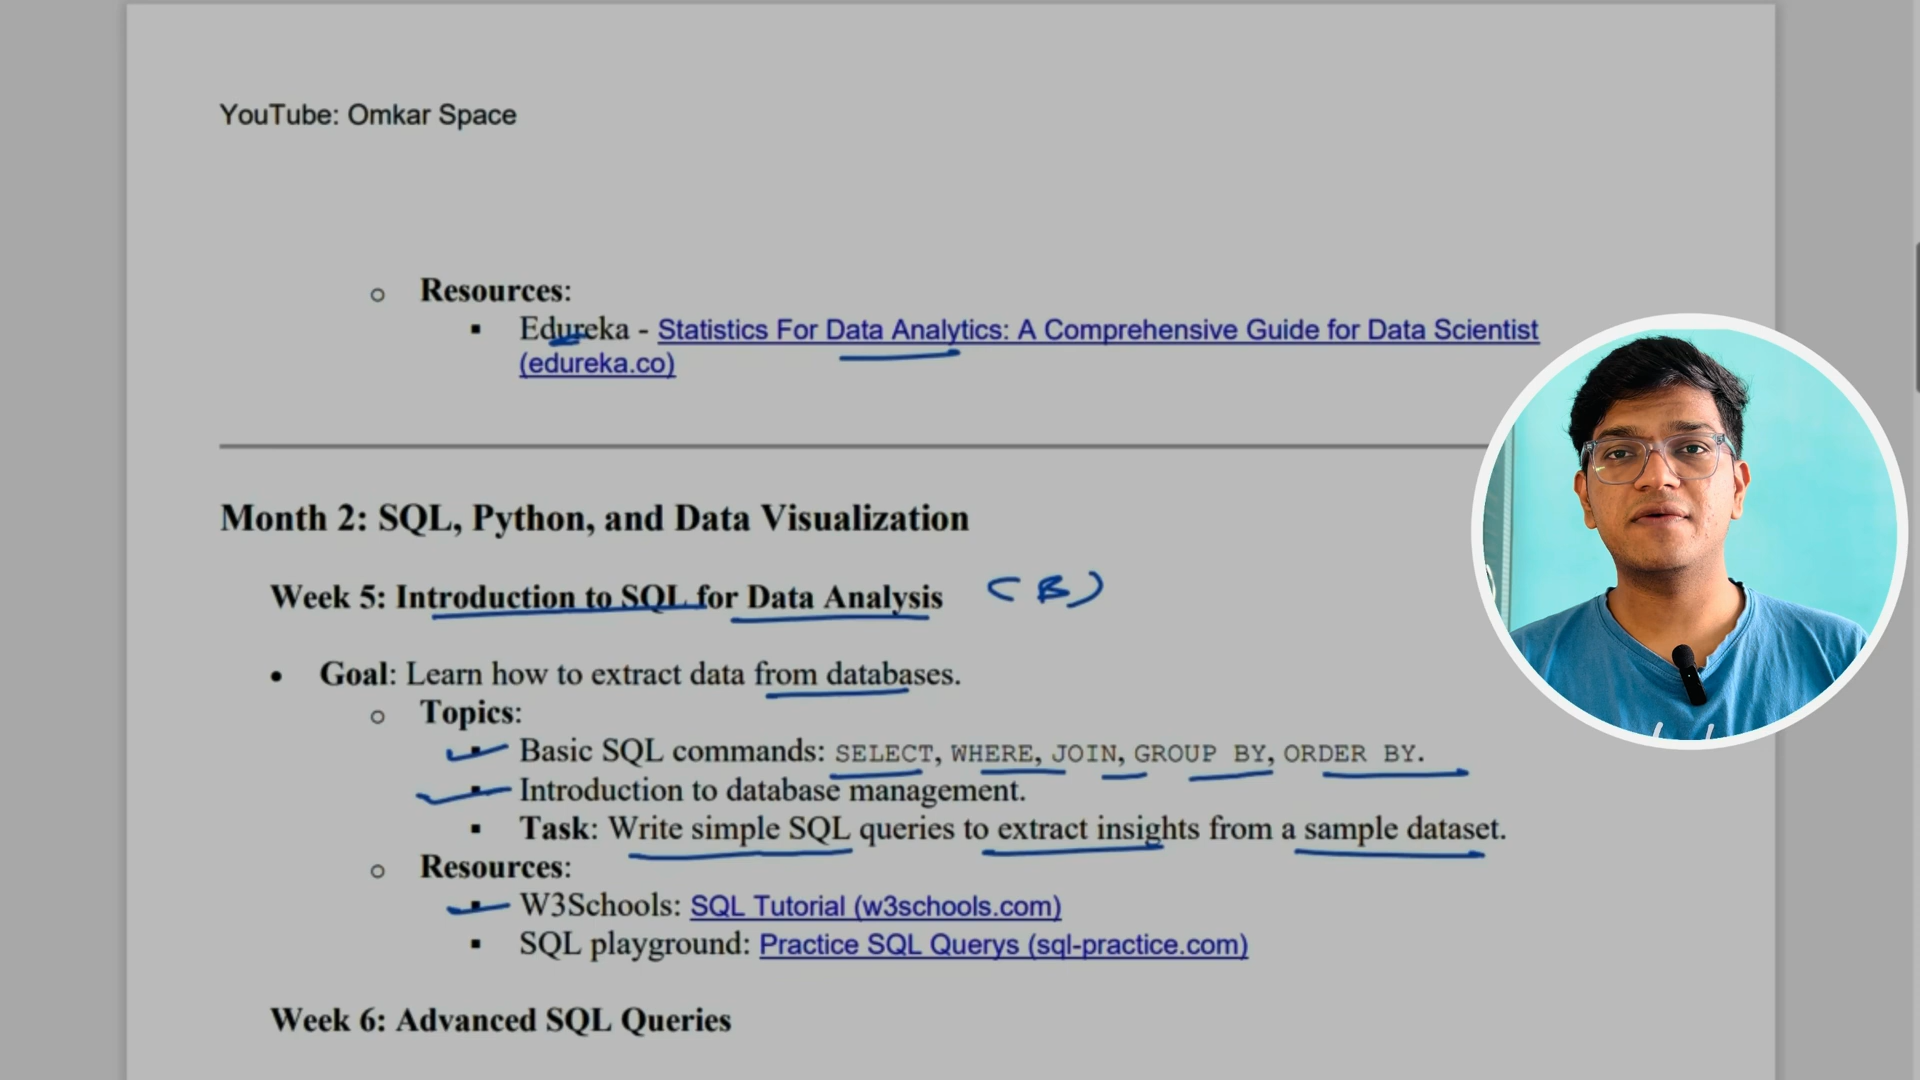 YouTube: Omkar Space
Resources:
Edureka - Statistics For Data Analytics: A Comprehensive Guide for Data Scientist
(edureka.co)
Month 2: SQL, Python, and Data Visualization
Week 5: Introduction to SQL for Data Analysis (B)
Goal: Learn how to extract data from databases.
Topics:
Basic SQL commands: SELECT, WHERE, JOIN, GROUP BY, ORDER BY.
Introduction to database management.
Task: Write simple SQL queries to extract insights from a sample dataset.
Resources:
W3Schools: SQL Tutorial (w3schools.com)
SQL playground: Practice SQL Querys (sql-practice.com)
Week 6: Advanced SQL Queries